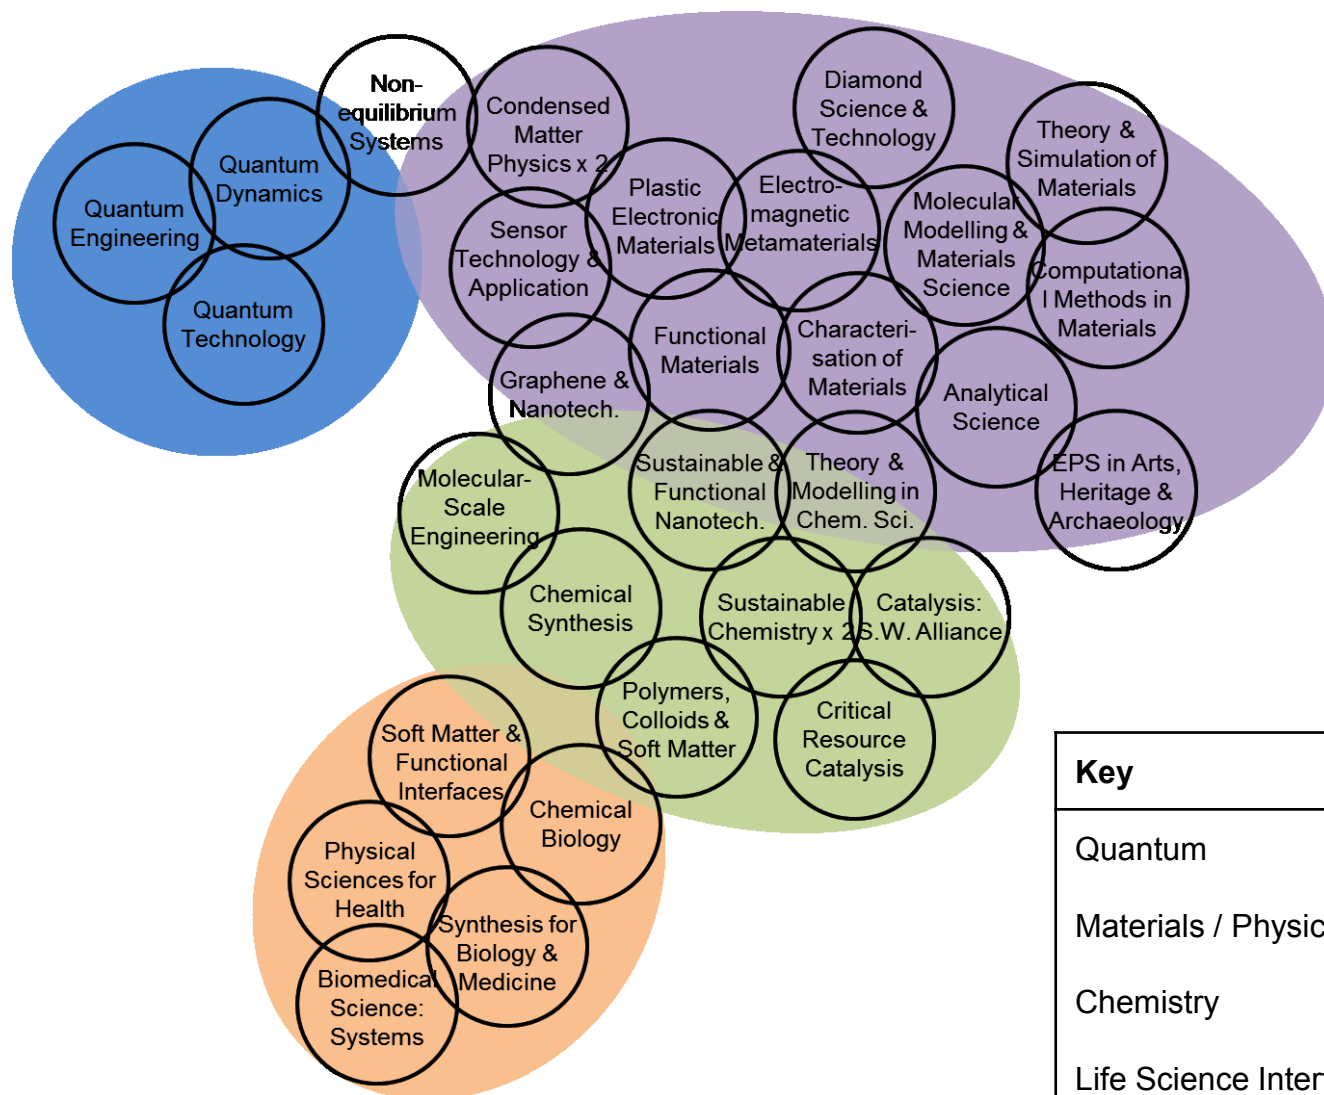 Non-
equilibrium
Systems
Quantum
Dynamics
Quantum
Engineering
Quantum
Technology
Condensed
Matter
Physics x 2
Diamond
Science &
Technology
Theory &
Simulation of
Materials
Plastic
Electronic
Materials
Electro-
magnetic
Metamaterials
Molecular
Modelling &
Materials
Science
Sensor
Technology &
Application
Computationa
l Methods in
Materials
Functional
Materials
Characteri-
sation of
Materials
Graphene &
Nanotech.
Analytical
Science
Molecular-
Scale
Engineering
Sustainable &
Functional
Nanotech.
Theory &
Modelling in
Chem. Sci.
EPS in Arts,
Heritage &
Archaeology
Chemical
Synthesis
Sustainable
Chemistry x 2
Catalysis:
S.W. Alliance
Polymers,
Colloids &
Soft Matter
Critical
Resource
Catalysis
Soft Matter &
Functional
Interfaces
Chemical
Biology
Physical
Sciences for
Health
Synthesis for
Biology &
Medicine
Biomedical
Science:
Systems
Key
Quantum
Materials / Physic
Chemistry
Life Science Inter